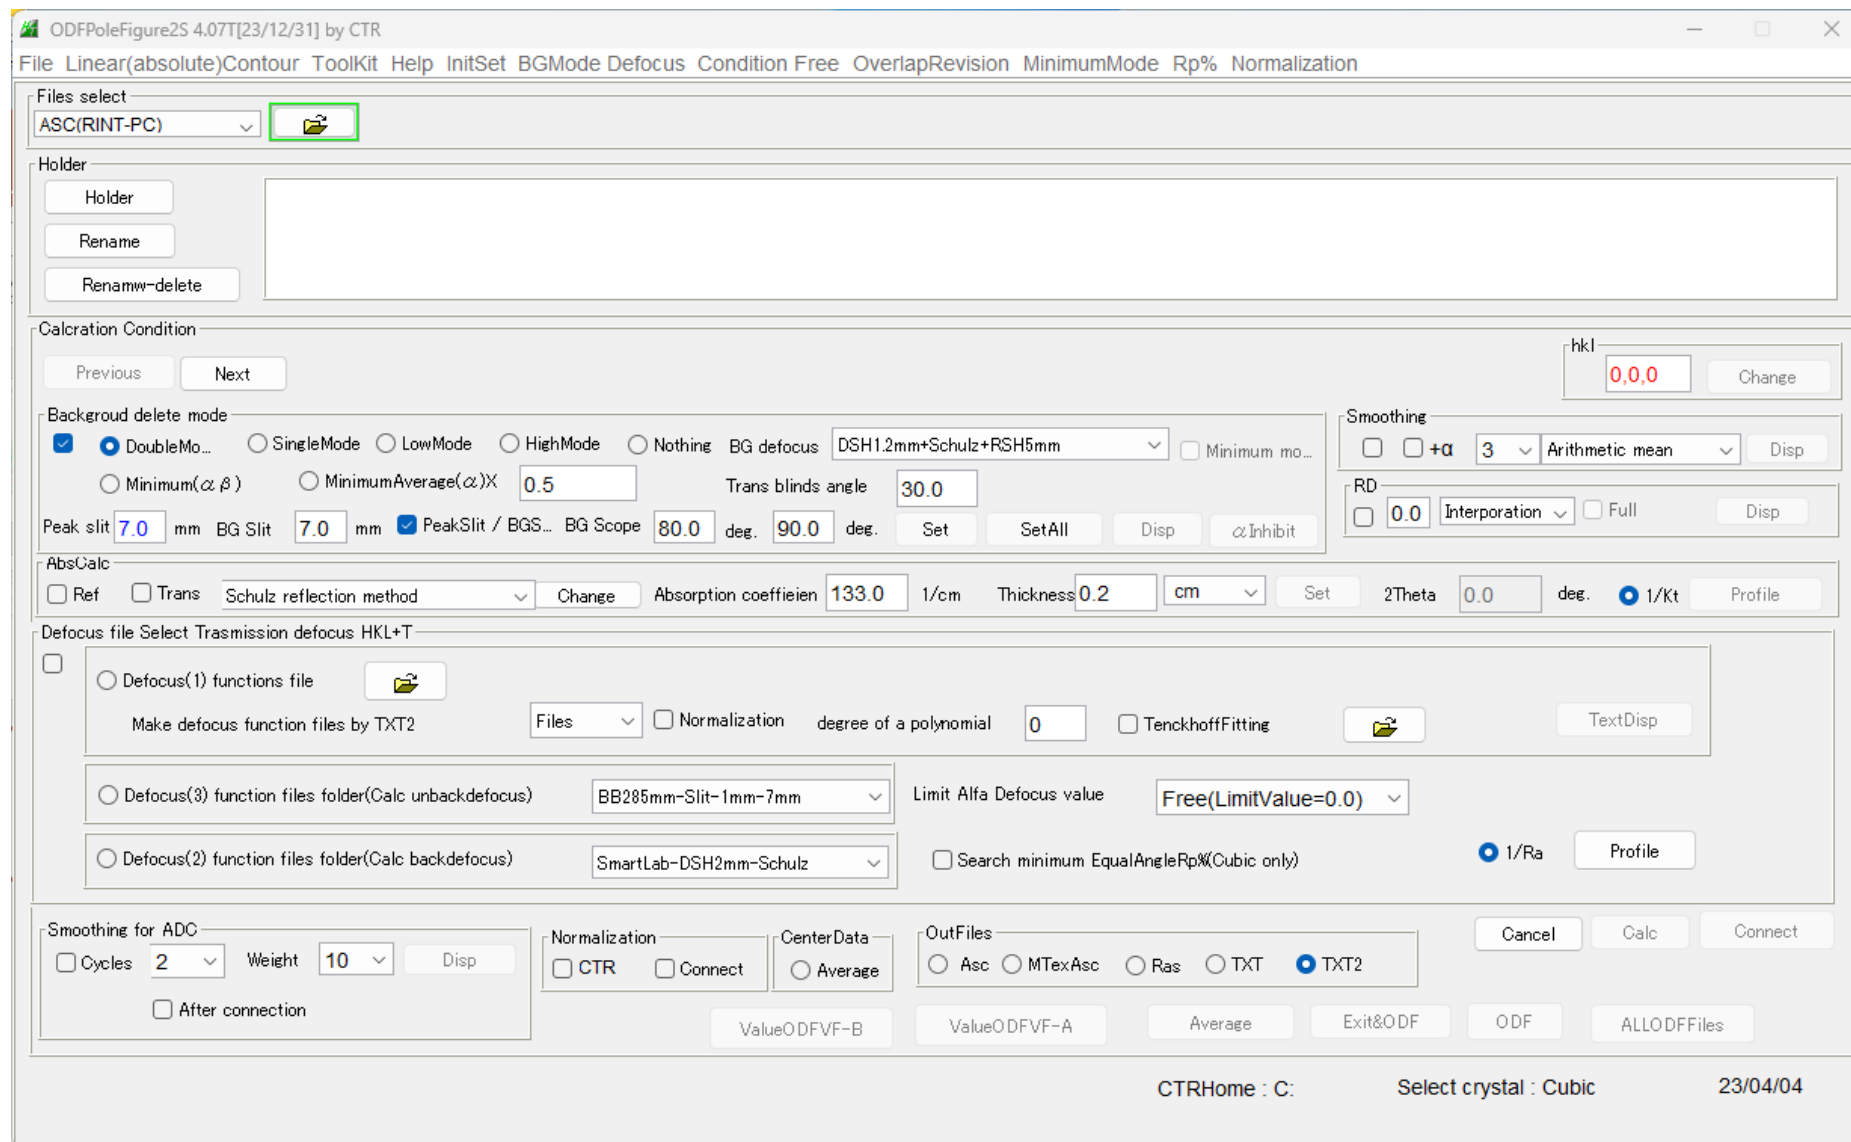 ODFPoleFigure2S 4.07T[23/12/31] by CTR
File Linear(absolute)Contour ToolKit Help InitSet BGMode Defocus Condition Free OverlapRevision MinimumMode Rp% Normalization
Files select
ASC(RINT-PC)
Holder
Holder
Rename
Renamw-delete
Calcration Condition
Previous Next
hkl
0,0,0 Change
Backgroud delete mode
DoubleMo... SingleMode LowMode HighMode Nothing BG defocus DSH1.2mm+Schulz+RSH5mm Minimum mo...
Minimum(αβ) MinimumAverage(α)X 0.5 Trans blinds angle 30.0
Peak slit 7.0 mm BG Slit 7.0 mm PeakSlit / BGS... BG Scope 80.0 deg. 90.0 deg. Set SetAll Disp αInhibit
Smoothing
+α 3 Arithmetic mean Disp
RD
0.0 Interporation Full Disp
AbsCalc
Ref Trans Schulz reflection method Change Absorption coeffieien 133.0 1/cm Thickness 0.2 cm Set 2Theta 0.0 deg. 1/Kt Profile
Defocus file Select Trasmission defocus HKL+T
Defocus(1) functions file
Make defocus function files by TXT2 Files Normalization degree of a polynomial 0 TenckhoffFitting TextDisp
Defocus(3) function files folder(Calc unbackdefocus) BB285mm-Slit-1mm-7mm Limit Alfa Defocus value Free(LimitValue=0.0)
Defocus(2) function files folder(Calc backdefocus) SmartLab-DSH2mm-Schulz Search minimum EqualAngleRp%(Cubic only) 1/Ra Profile
Smoothing for ADC
Cycles 2 Weight 10 Disp
After connection
Normalization
CTR Connect
CenterData
Average
OutFiles
Asc MTexAsc Ras TXT TXT2
Cancel Calc Connect
ValueODFVF-B ValueODFVF-A Average Exit&ODF ODF ALLODFFiles
CTRHome : C: Select crystal : Cubic 23/04/04